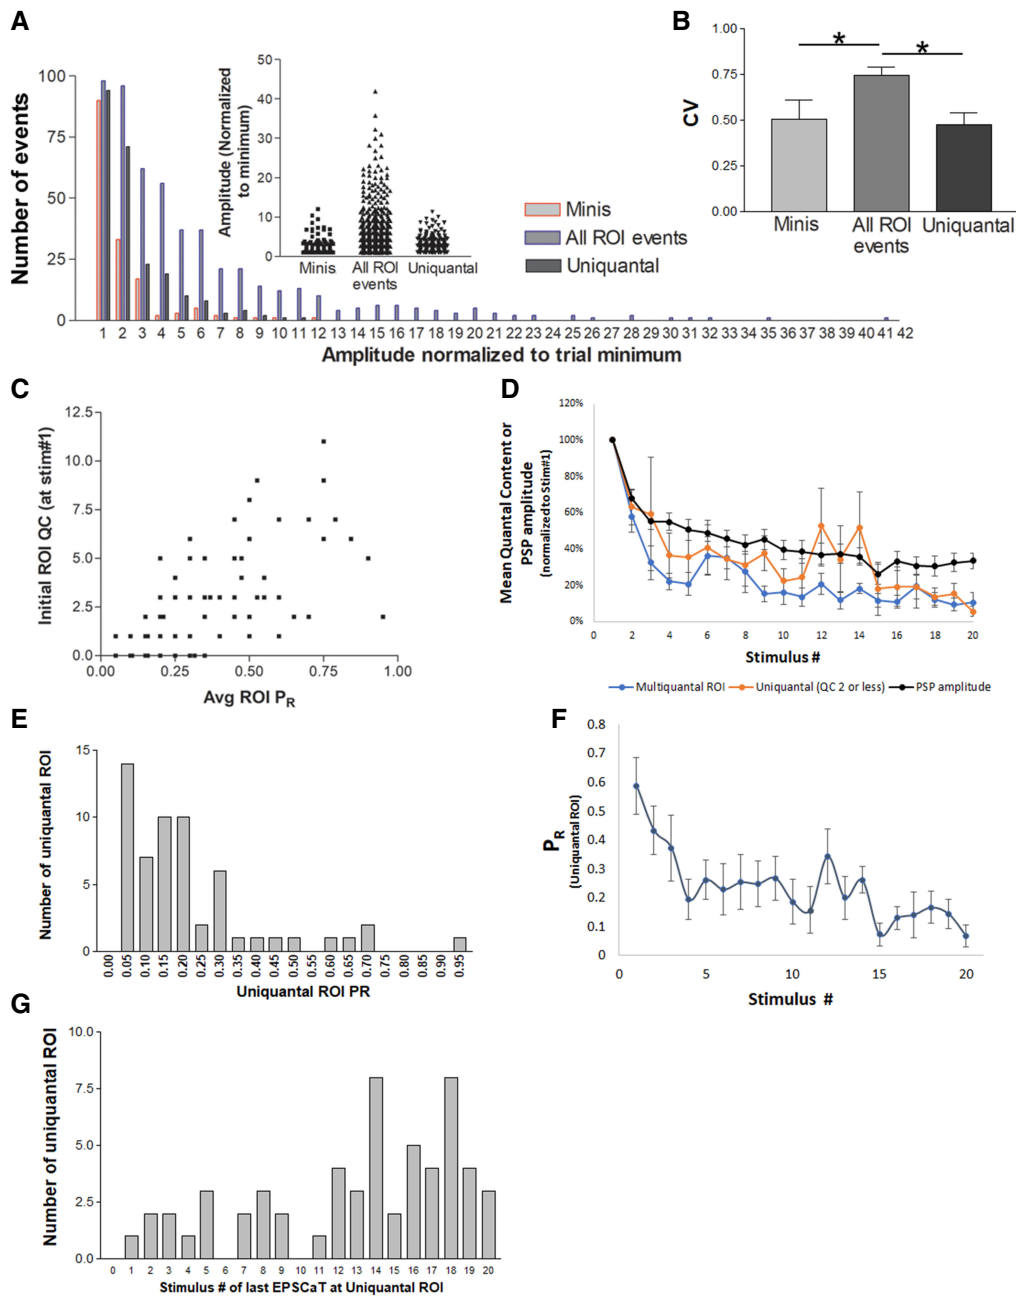 A
Number of events
100
75
50
25
0
1 2 3 4 5 6 7 8 9 10 11 12 13 14 15 16 17 18 19 20 21 22 23 24 25 26 27 28 29 30 31 32 33 34 35 36 37 38 39 40 41 42
Amplitude normalized to trial minimum
Amplitude (Normalized
to minimum)
50
40
30
20
10
0
Minis
All ROI
events
Uniquantal
Minis
All ROI events
Uniquantal
B
CV
1.00
0.75
0.50
0.25
0.00
*
*
Minis
All ROI
events
Uniquantal
C
Initial ROI QC (at stim#1)
12.5
10.0
7.5
5.0
2.5
0.0
0.00 0.25 0.50 0.75 1.00
Avg ROI PR
D
Mean Quantal Content or
PSP amplitude
(normalized to Stim#1)
120%
100%
80%
60%
40%
20%
0%
0 2 4 6 8 10 12 14 16 18 20
Stimulus #
Multiquantal ROI
Uniquantal (QC 2 or less)
PSP amplitude
E
Number of uniquantal ROI
15
10
5
0
0.00 0.05 0.10 0.15 0.20 0.25 0.30 0.35 0.40 0.45 0.50 0.55 0.60 0.65 0.70 0.75 0.80 0.85 0.90 0.95
Uniquantal ROI PR
F
PR
(Uniquantal ROI)
0.8
0.7
0.6
0.5
0.4
0.3
0.2
0.1
0
0 5 10 15 20
Stimulus #
G
Number of uniquantal ROI
10.0
7.5
5.0
2.5
0.0
0 1 2 3 4 5 6 7 8 9 10 11 12 13 14 15 16 17 18 19 20
Stimulus # of last EPSCaT at Uniquantal ROI